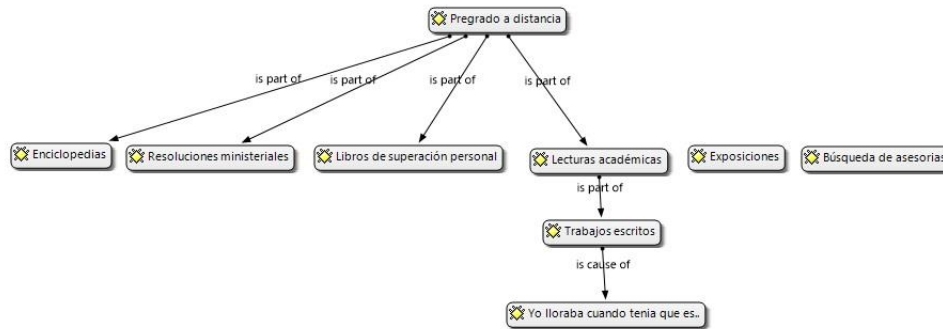 Pregrado a distancia
is part of
is part of
is part of
is part of
Enciclopedias
Resoluciones ministeriales
Libros de superación personal
Lecturas académicas
Exposiciones
Búsqueda de asesorias
is part of
Trabajos escritos
is cause of
Yo lloraba cuando tenia que es..